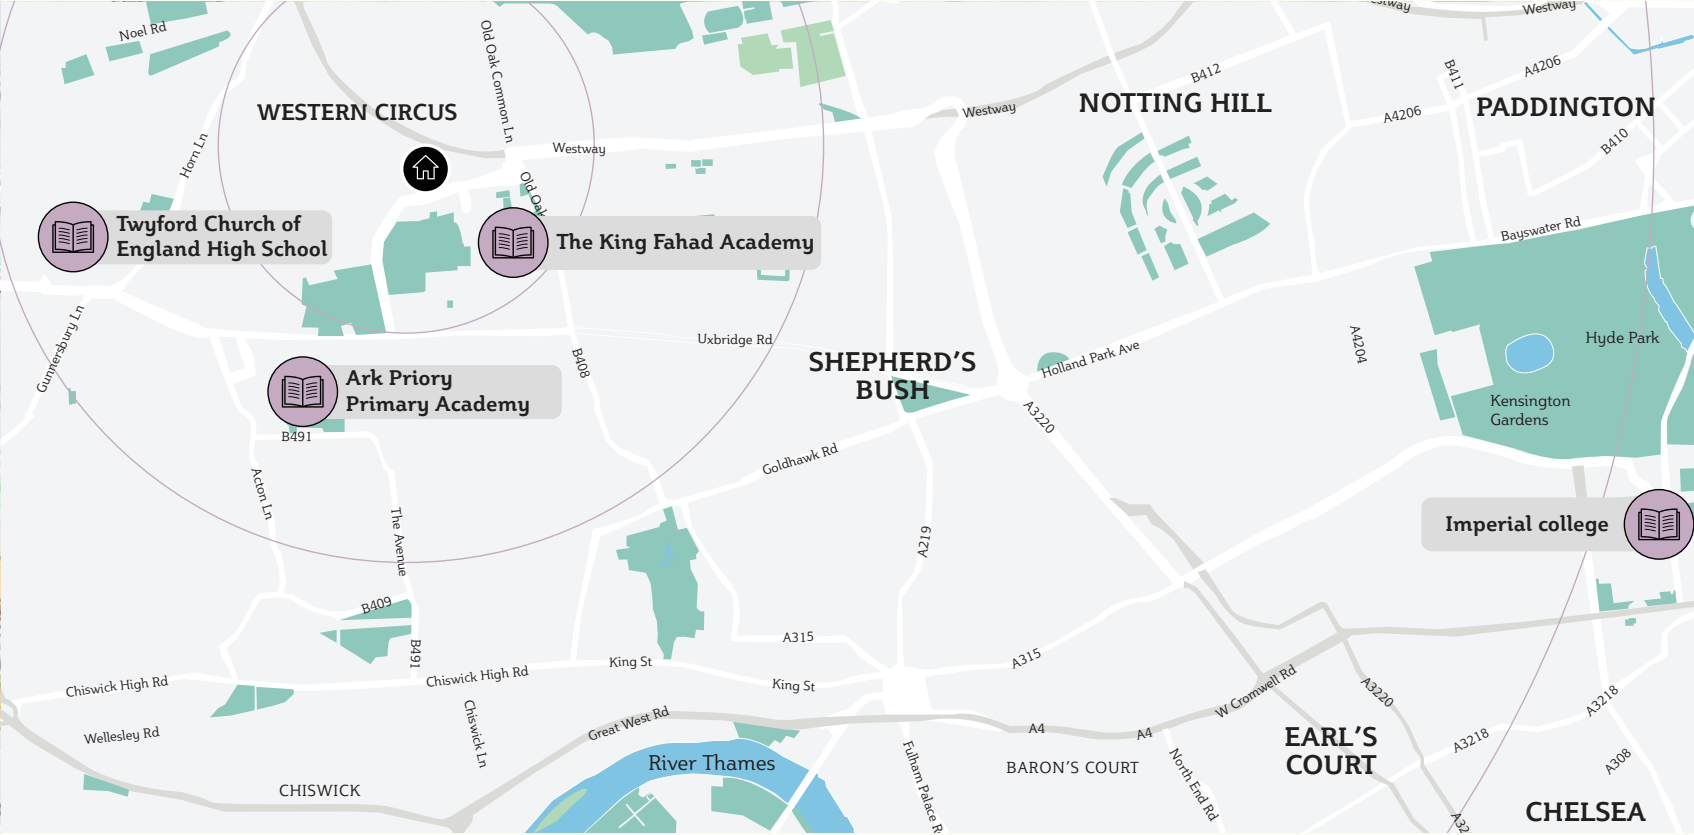 Westway
Westway
Noel Rd
Old Oak Common Ln
B412
B411
A4206
NOTTING HILL
PADDINGTON
WESTERN CIRCUS
Westway
A4206
B410
Horn Ln
Westway
Old Oak
Twyford Church of
England High School
The King Fahad Academy
Bayswater Rd
Gunnersbury Ln
Uxbridge Rd
B408
SHEPHERD'S
BUSH
Holland Park Ave
A4204
Hyde Park
Ark Priory
Primary Academy
Kensington
Gardens
A3220
B491
Goldhawk Rd
Acton Ln
The Avenue
A219
Imperial college
B409
B491
A315
King St
A315
Chiswick High Rd
Chiswick High Rd
King St
W Cromwell Rd
A3220
A3218
Wellesley Rd
Chiswick Ln
Great West Rd
A4
A4
A3218
EARL'S
COURT
River Thames
Fulham Palace R
BARON'S COURT
North End Rd
A308
CHISWICK
CHELSEA
A32